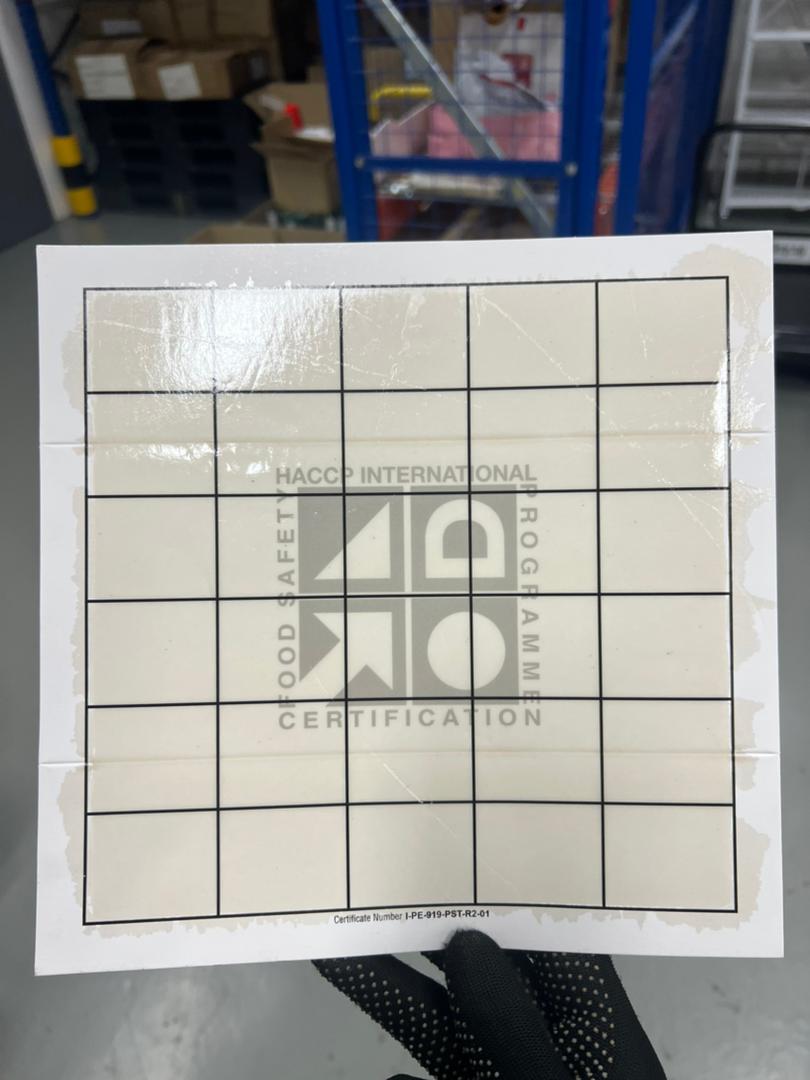 HACCP INTERNATIONAL
FOOD SAFETY
PROGRAMME
CERTIFICATION
Certificate Number I-PE-919-PST-R2-01